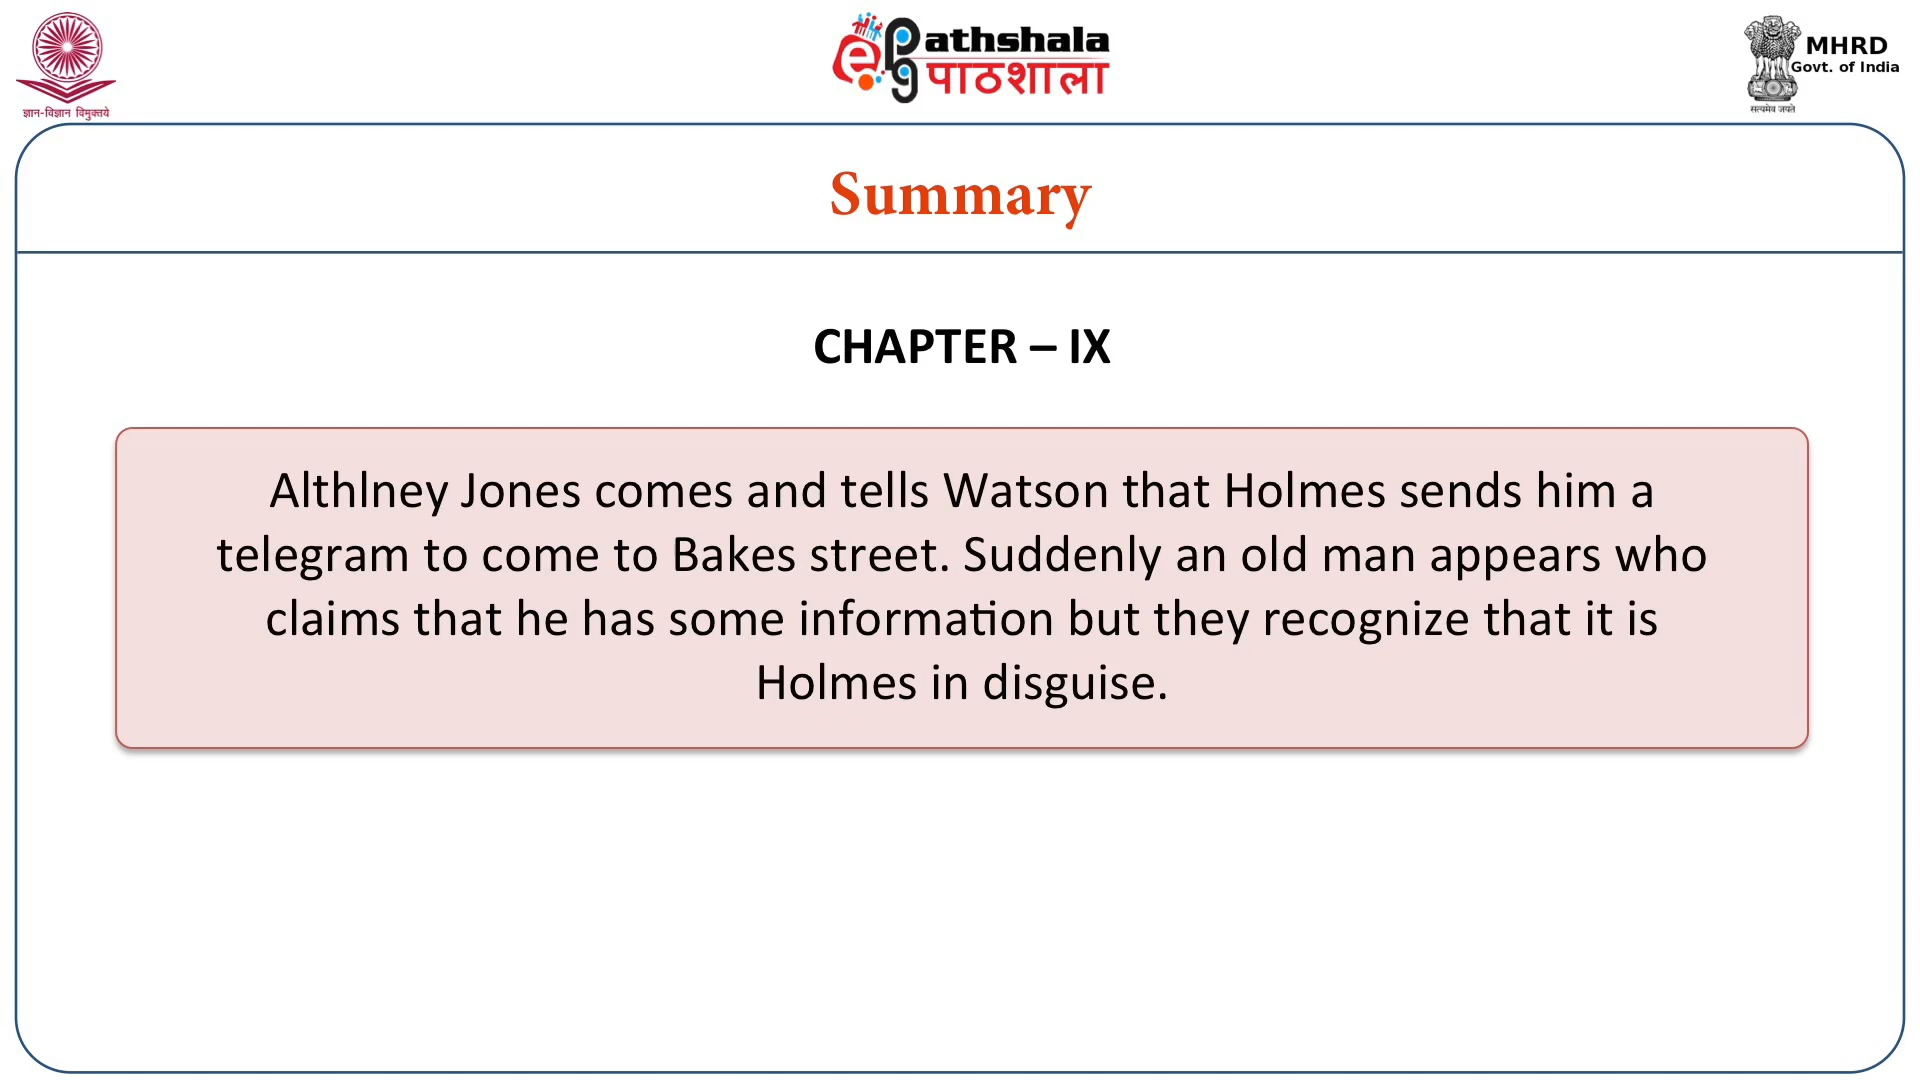 ज्ञान-विज्ञान विमुक्तये
ePg Pathshala
पाठशाला
MHRD
Govt. of India
सत्यमेव जयते
Summary
CHAPTER – IX
Althlney Jones comes and tells Watson that Holmes sends him a
telegram to come to Bakes street. Suddenly an old man appears who
claims that he has some information but they recognize that it is
Holmes in disguise.